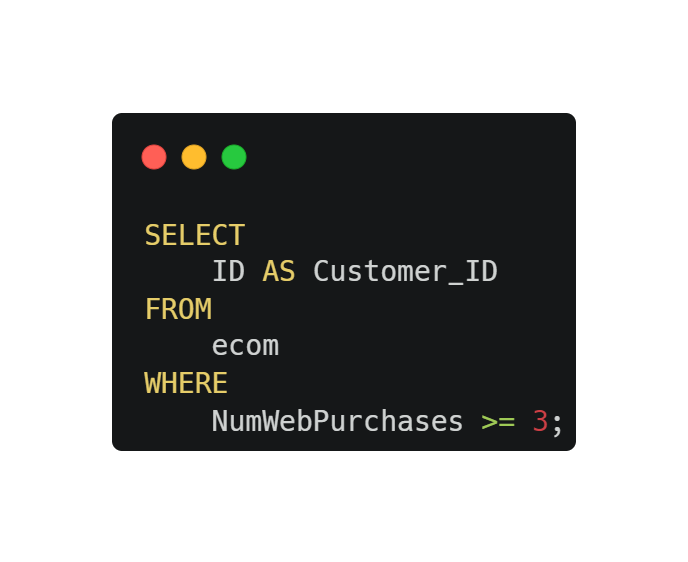 SELECT
    ID AS Customer_ID
FROM
    ecom
WHERE
    NumWebPurchases >= 3;